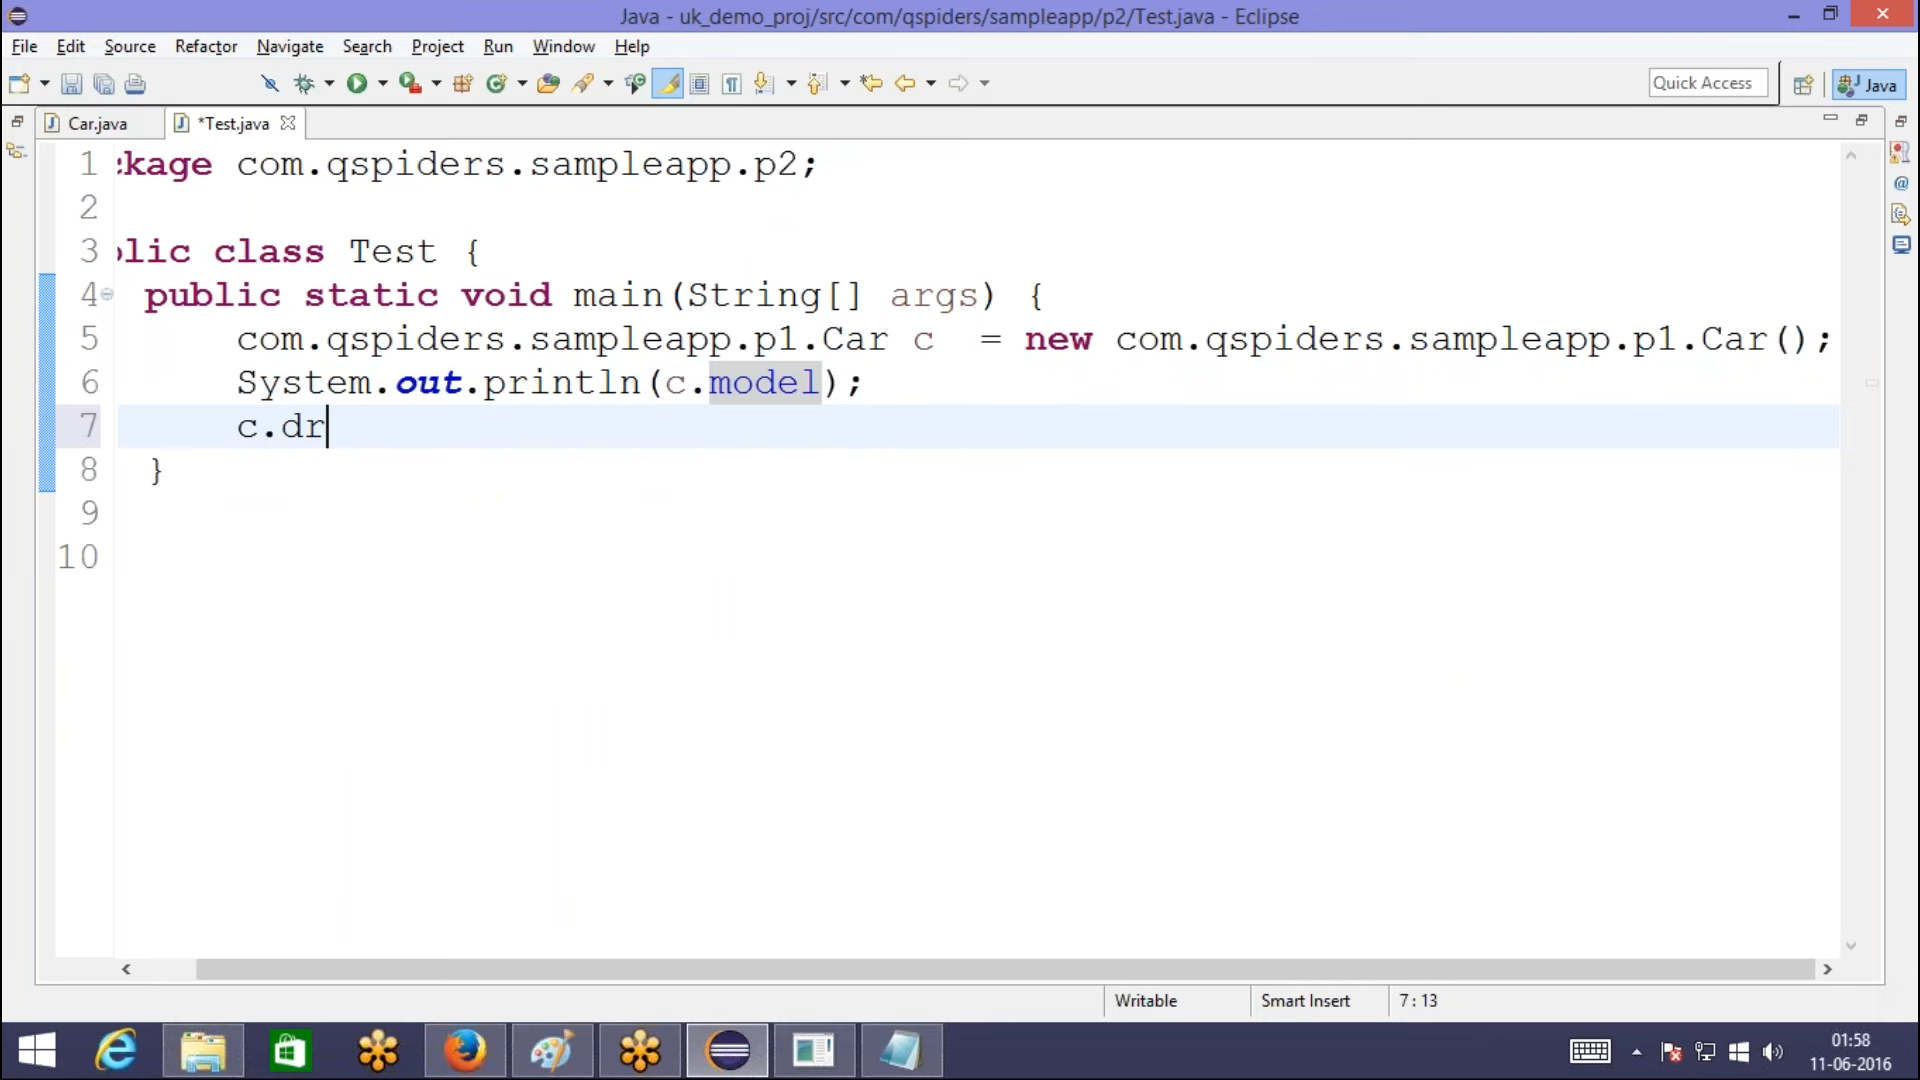 Java - uk_demo_proj/src/com/qspiders/sampleapp/p2/Test.java - Eclipse
File Edit Source Refactor Navigate Search Project Run Window Help
Quick Access
Java
Car.java
*Test.java
1 ckage com.qspiders.sampleapp.p2;
2
3 blic class Test {
4 public static void main(String[] args) {
5 com.qspiders.sampleapp.p1.Car c = new com.qspiders.sampleapp.p1.Car();
6 System.out.println(c.model);
7 c.dr
8 }
9
10
Writable
Smart Insert
7 : 13
01:58
11-06-2016